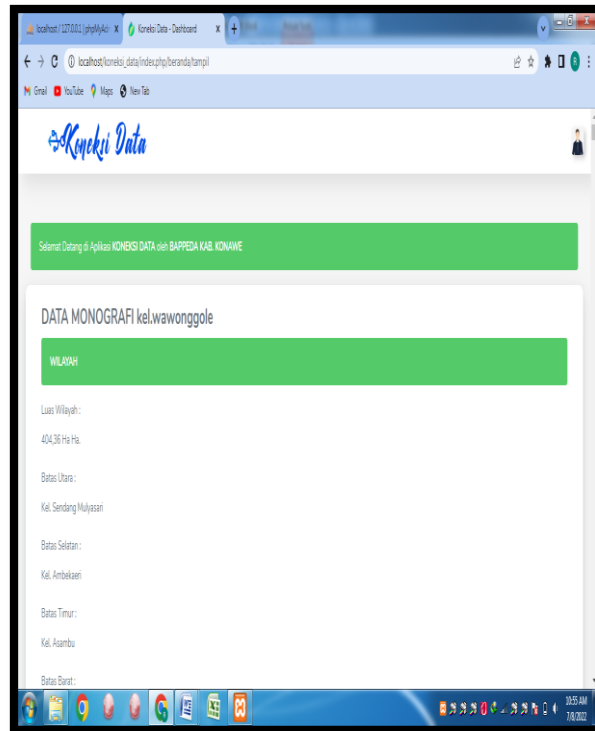 localhost / 127.0.0.1 | phpMyAdr
Koneksi Data - Dashboard
localhost/koneksi_data/index.php/beranda/tampil
Gmail YouTube Maps New Tab
Koneksi Data
Selamat Datang di Aplikasi KONEKSI DATA oleh BAPPEDA KAB. KONAWE
DATA MONOGRAFI kel.wawonggole
WILAYAH
Luas Wilayah :
404,36 Ha Ha.
Batas Utara :
Kel. Sendang Mulyasari
Batas Selatan :
Kel. Ambekaeri
Batas Timur :
Kel. Asambu
Batas Barat :
10:55 AM
7/8/2022